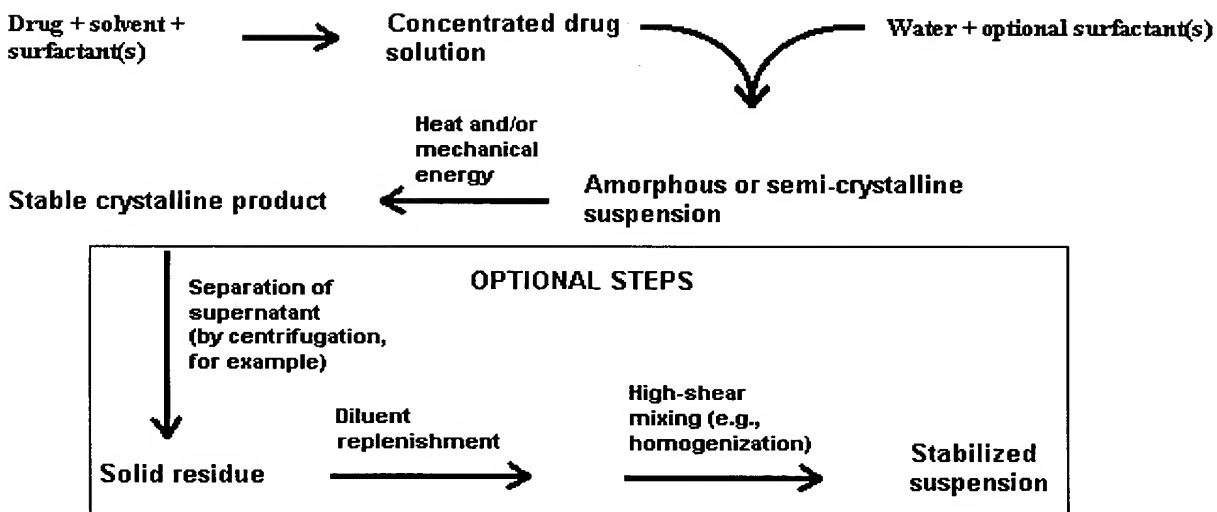 Drug + solvent +
surfactant(s)
Concentrated drug
solution
Water + optional surfactant(s)
Heat and/or
mechanical
energy
Stable crystalline product
Amorphous or semi-crystalline
suspension
OPTIONAL STEPS
Separation of
supernatant
(by centrifugation,
for example)
Diluent
replenishment
High-shear
mixing (e.g.,
homogenization)
Solid residue
Stabilized
suspension